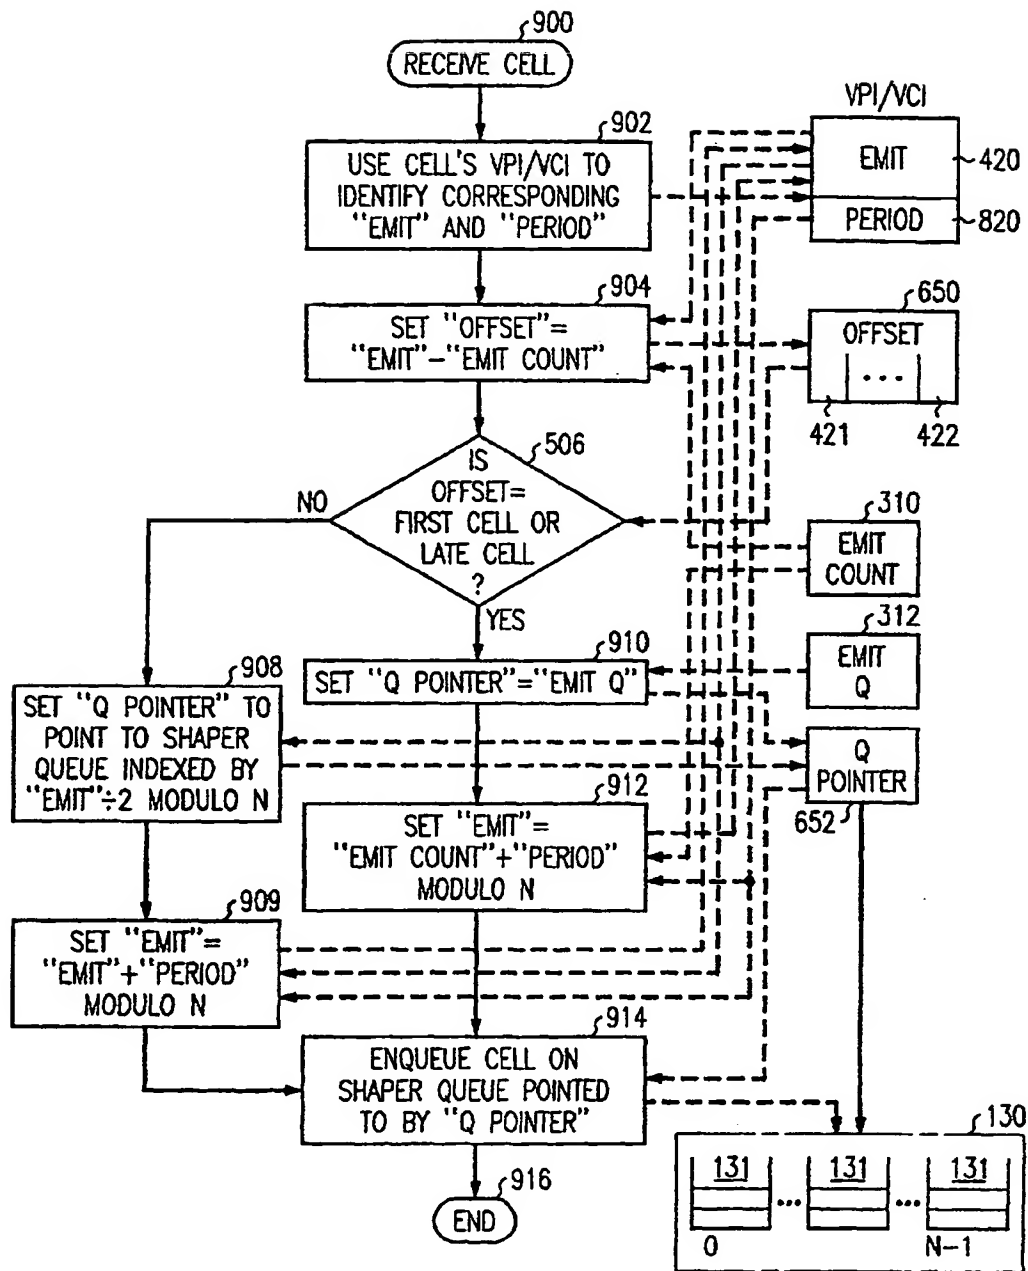 900
RECEIVE CELL
902
USE CELL'S VPI/VCI TO
IDENTIFY CORRESPONDING
"EMIT" AND "PERIOD"
VPI/VCI
EMIT
420
PERIOD
820
904
SET "OFFSET"=
"EMIT"-"EMIT COUNT"
650
OFFSET
...
421
422
506
IS
OFFSET=
FIRST CELL OR
LATE CELL
?
NO
YES
310
EMIT
COUNT
312
EMIT
Q
910
SET "Q POINTER"="EMIT Q"
908
SET "Q POINTER" TO
POINT TO SHAPER
QUEUE INDEXED BY
"EMIT"÷2 MODULO N
Q
POINTER
652
912
SET "EMIT"=
"EMIT COUNT"+"PERIOD"
MODULO N
909
SET "EMIT"=
"EMIT"+"PERIOD"
MODULO N
914
ENQUEUE CELL ON
SHAPER QUEUE POINTED
TO BY "Q POINTER"
916
END
130
131 ... 131 ... 131
0 N-1